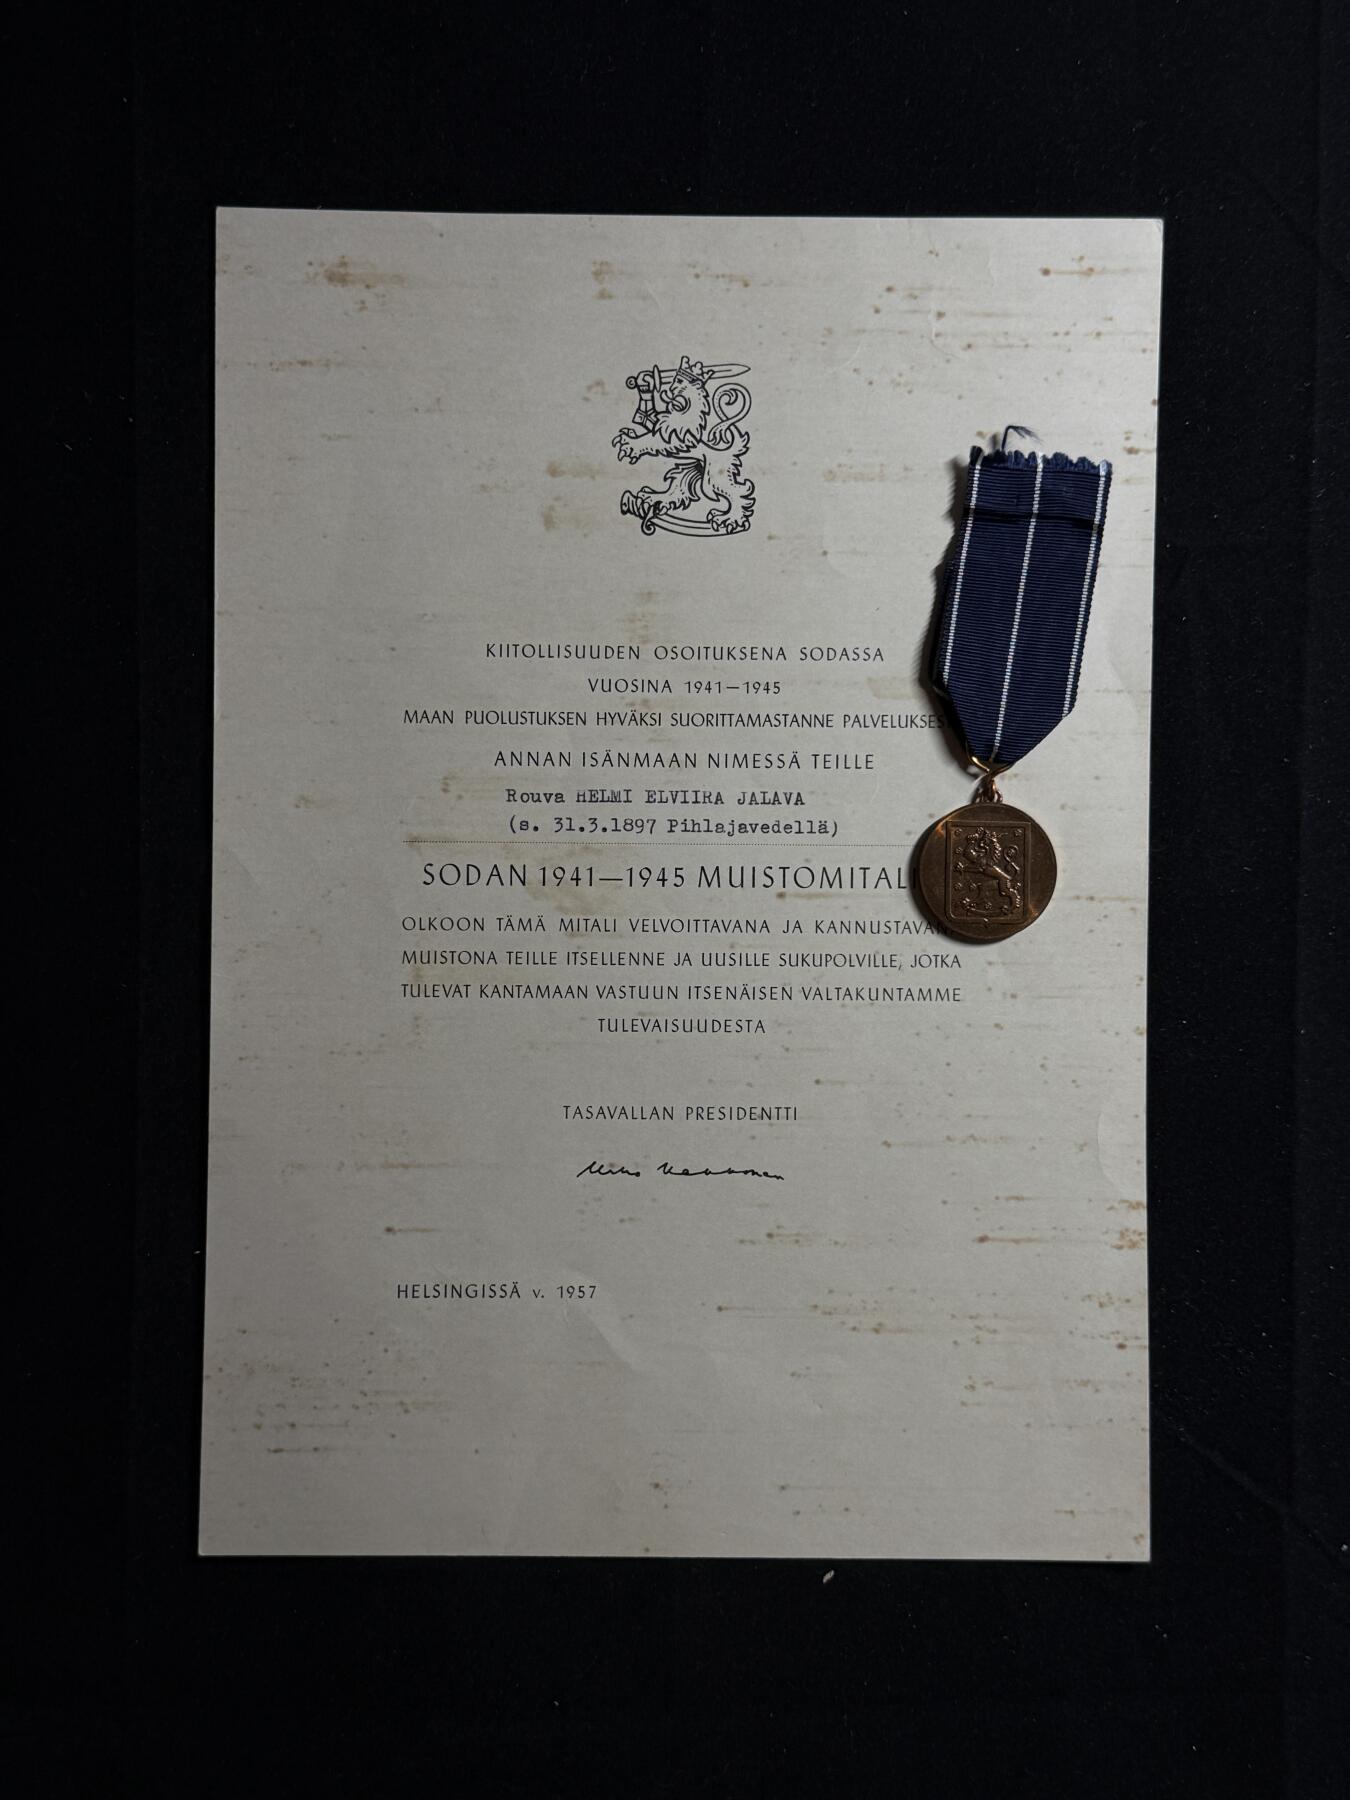 KIITOLLISUUDEN OSOITUKSENA SODASSA
VUOSINA 1941—1945
MAAN PUOLUSTUKSEN HYVÄKSI SUORITTAMASTANNE
ANNAN ISÄNMAAN NIMESSÄ TEILLE
Rouva HELMI ELVIIRA JALAVA
(s. 31.3.1897 Pihlajavedellä)
SODAN 1941—1945 MUISTOMITALI
OLKOON TÄMÄ MITALI VELVOITTAVANA JA
MUISTONA TEILLE ITSELLENNE JA UUSILLE SUKUPOLVILLE, JOTKA
TULEVAT KANTAMAAN VASTUUN ITSENÄISEN VALTAKUNTAMME
TULEVAISUUDESTA
TASAVALLAN PRESIDENTTI
Urho Kekkonen
HELSINGISSÄ v. 1957